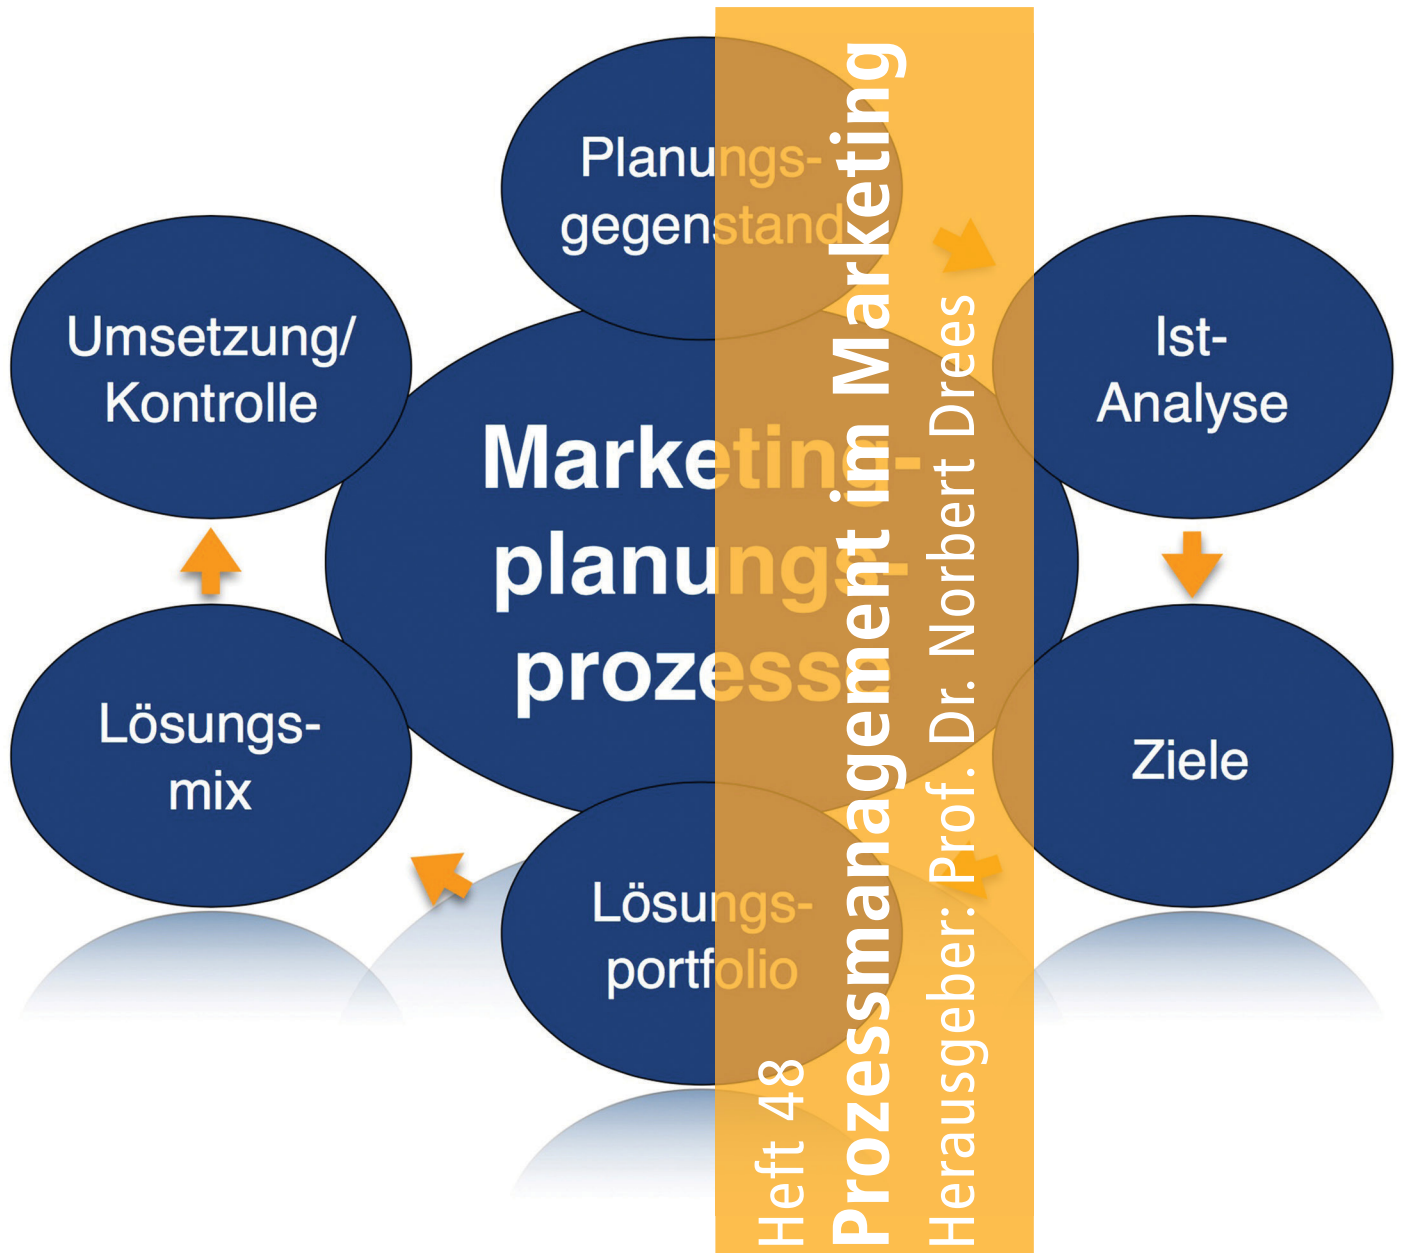 Planungs-
gegenstand
Ist-
Analyse
Ziele
Lösungs-
portfolio
Lösungs-
mix
Umsetzung/
Kontrolle
Marketing-
planungs-
prozesse
Heft 48
Prozessmanagement im Marketing
Herausgeber: Prof. Dr. Norbert Drees